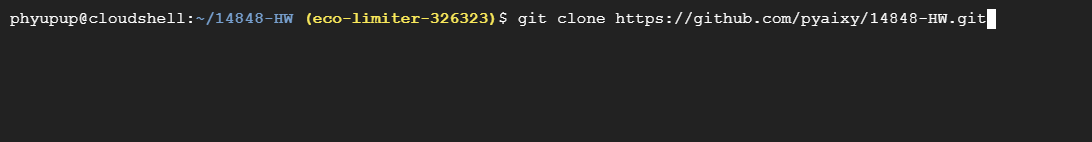 phyupup@cloudshell:~/14848-HW (eco-limiter-326323)$ git clone https://github.com/pyaixy/14848-HW.git